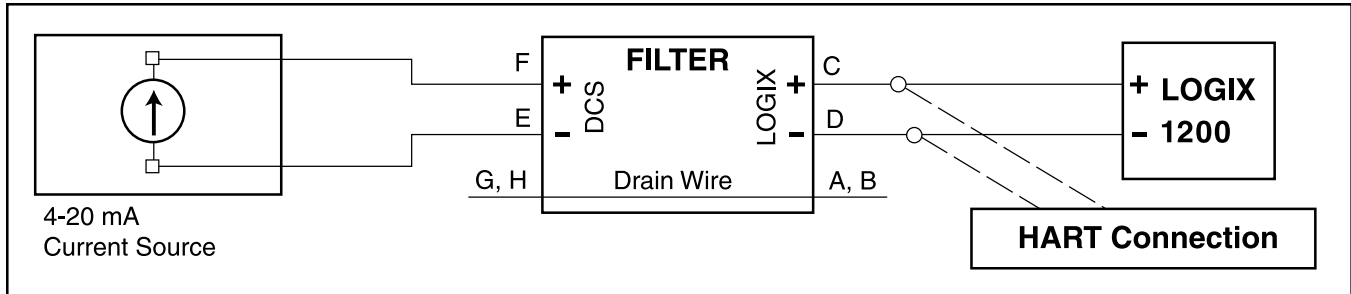 4-20 mA
Current Source
F
E
G, H
FILTER
+
-
DCS
LOGIX
+
-
Drain Wire
C
D
A, B
+ LOGIX
- 1200
HART Connection